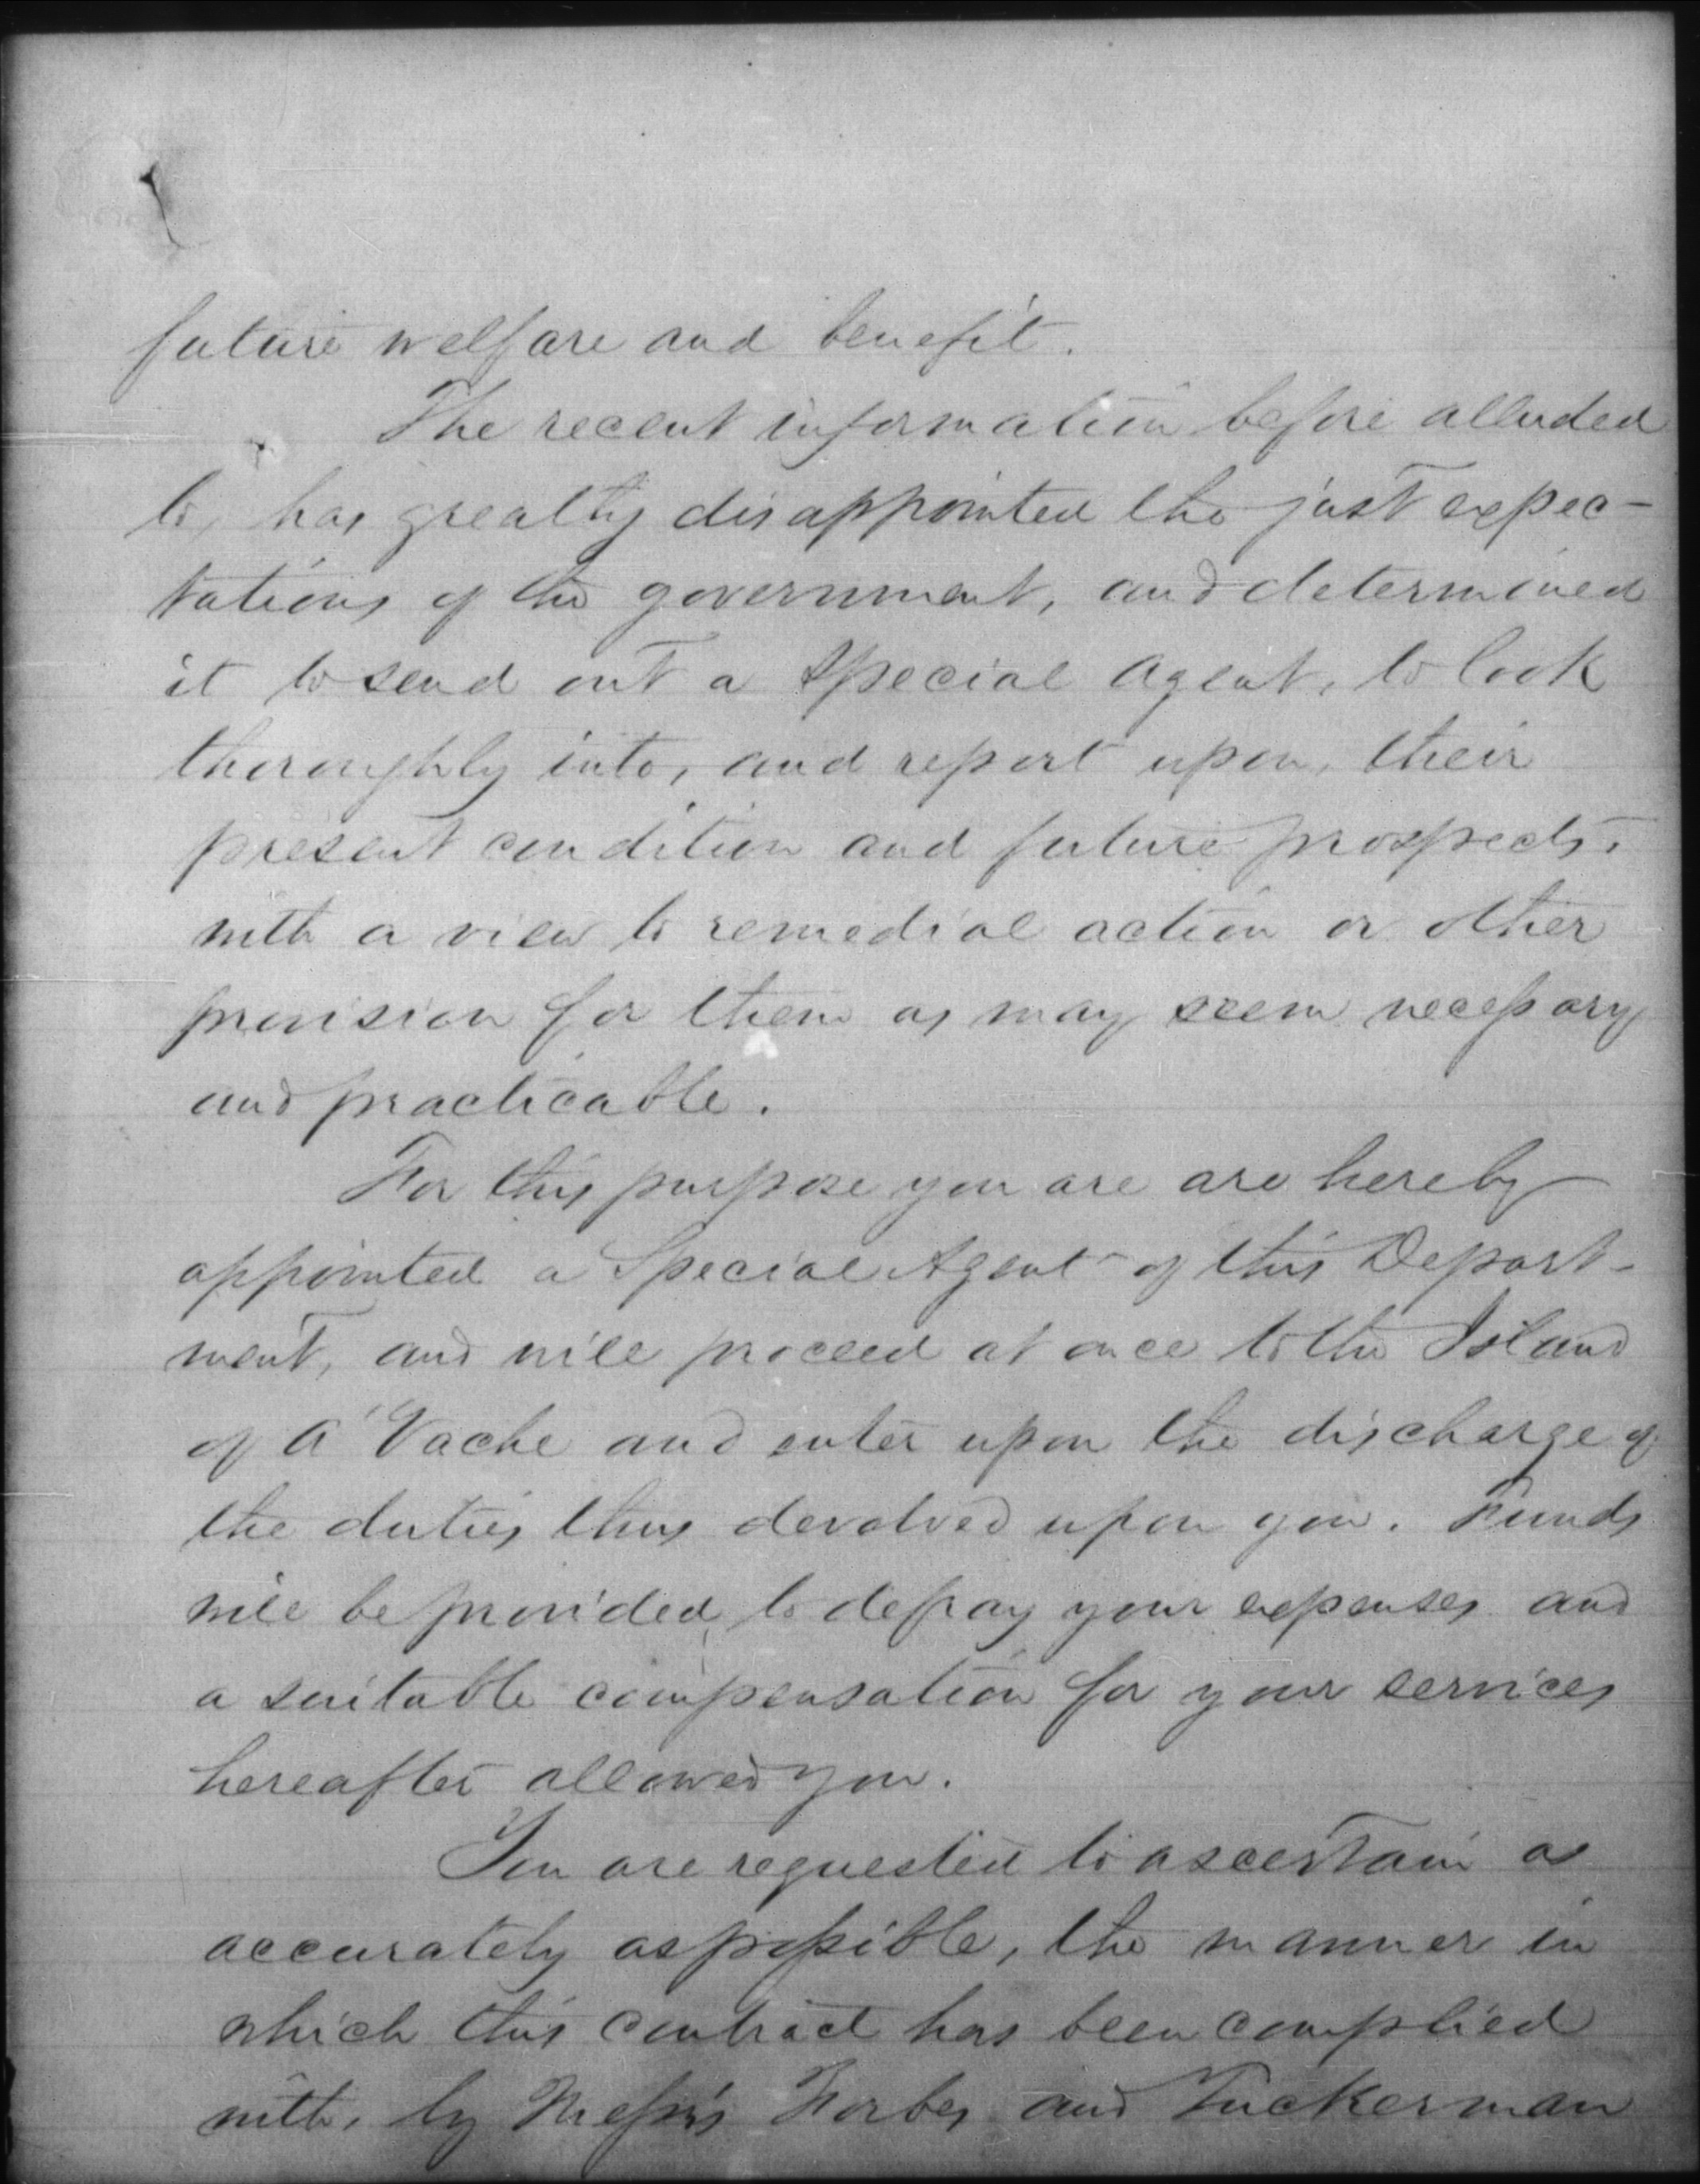 future welfare and benefit.
The recent information before alluded
to, has greatly disappointed the just expec-
tations of the government, and determined
it to send out a Special Agent, to look
thoroughly into, and report upon, their
present condition and future prospects,
with a view to remedial action or other
provision for them as may seem necessary
and practicable.
For this purpose you are are hereby
appointed a Special Agent of this Depart-
ment, and will proceed at once to the Island
of A'Vache and enter upon the discharge of
the duties thus devolved upon you. Funds
will be provided to defray your expenses and
a suitable compensation for your services
hereafter allowed you.
You are requested to ascertain as
accurately as possible, the manner in
which this contract has been complied
with, by Messrs Forbes and Tuckerman